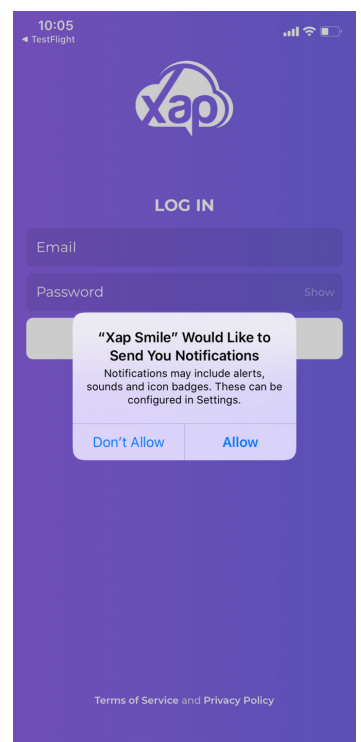 10:05
◀ TestFlight
xap
LOG IN
Email
Password Show
“Xap Smile” Would Like to
Send You Notifications
Notifications may include alerts,
sounds and icon badges. These can be
configured in Settings.
Don’t Allow Allow
Terms of Service and Privacy Policy